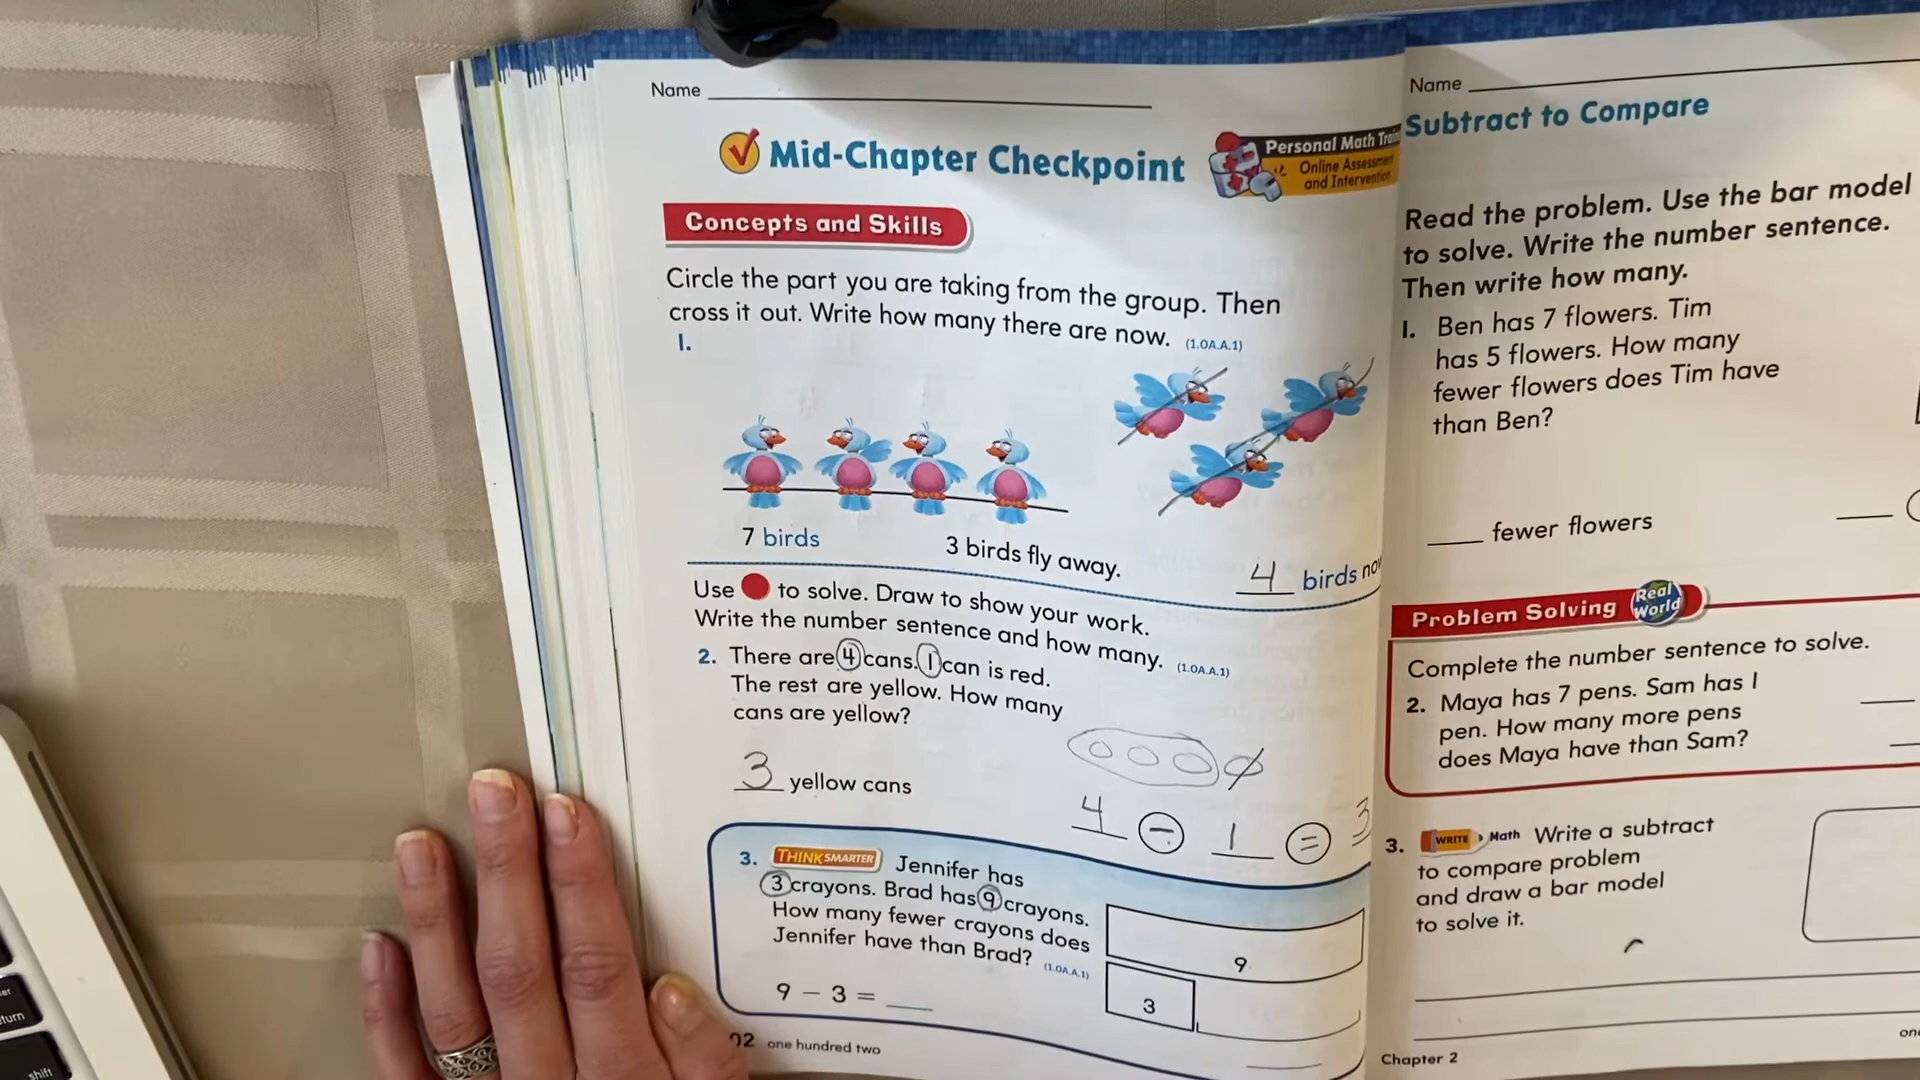 Name
Mid-Chapter Checkpoint
Personal Math
Online Assessment
and Intervention
Concepts and Skills
Circle the part you are taking from the group. Then
cross it out. Write how many there are now. (1.OA.A.1)
1.
7 birds
3 birds fly away.
4 birds now
Use to solve. Draw to show your work.
Write the number sentence and how many. (1.OA.A.1)
2. There are 4 cans. 1 can is red.
The rest are yellow. How many
cans are yellow?
3 yellow cans
4 - 1 = 3
3. THINK SMARTER Jennifer has
3 crayons. Brad has 9 crayons.
How many fewer crayons does
Jennifer have than Brad? (1.OA.A.1)
9 - 3 =
9
3
02 one hundred two
Name
Subtract to Compare
Read the problem. Use the bar model
to solve. Write the number sentence.
Then write how many.
1. Ben has 7 flowers. Tim
has 5 flowers. How many
fewer flowers does Tim have
than Ben?
fewer flowers
Problem Solving Real World
Complete the number sentence to solve.
2. Maya has 7 pens. Sam has 1
pen. How many more pens
does Maya have than Sam?
3. WRITE Math Write a subtract
to compare problem
and draw a bar model
to solve it.
Chapter 2
shift